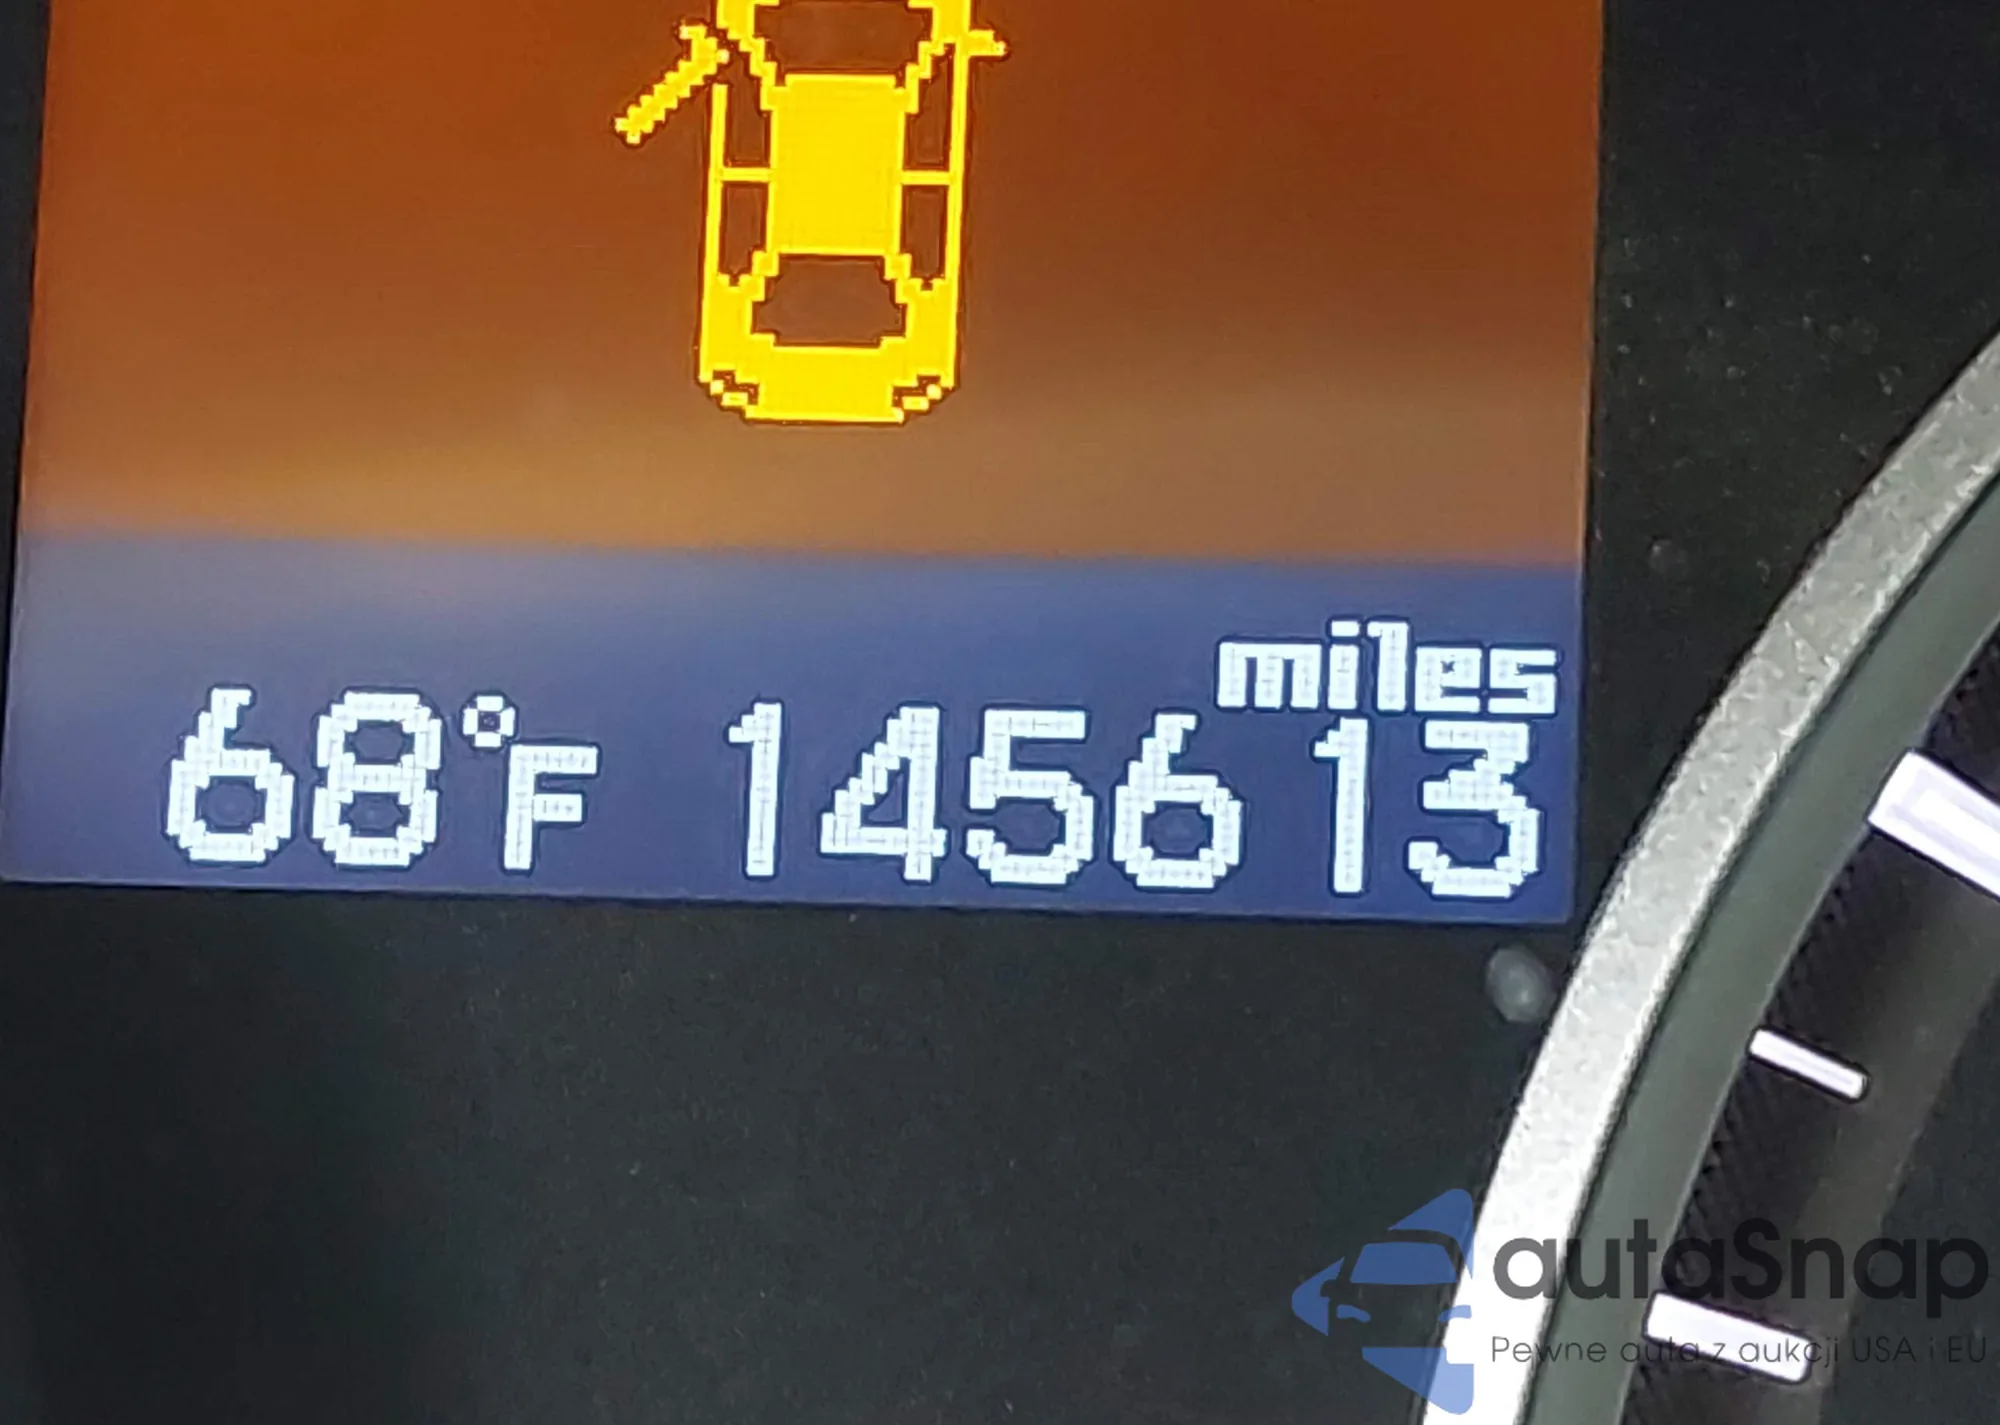 miles
68°F 145613
autaSnap
Pewne auta z aukcji USA i EU